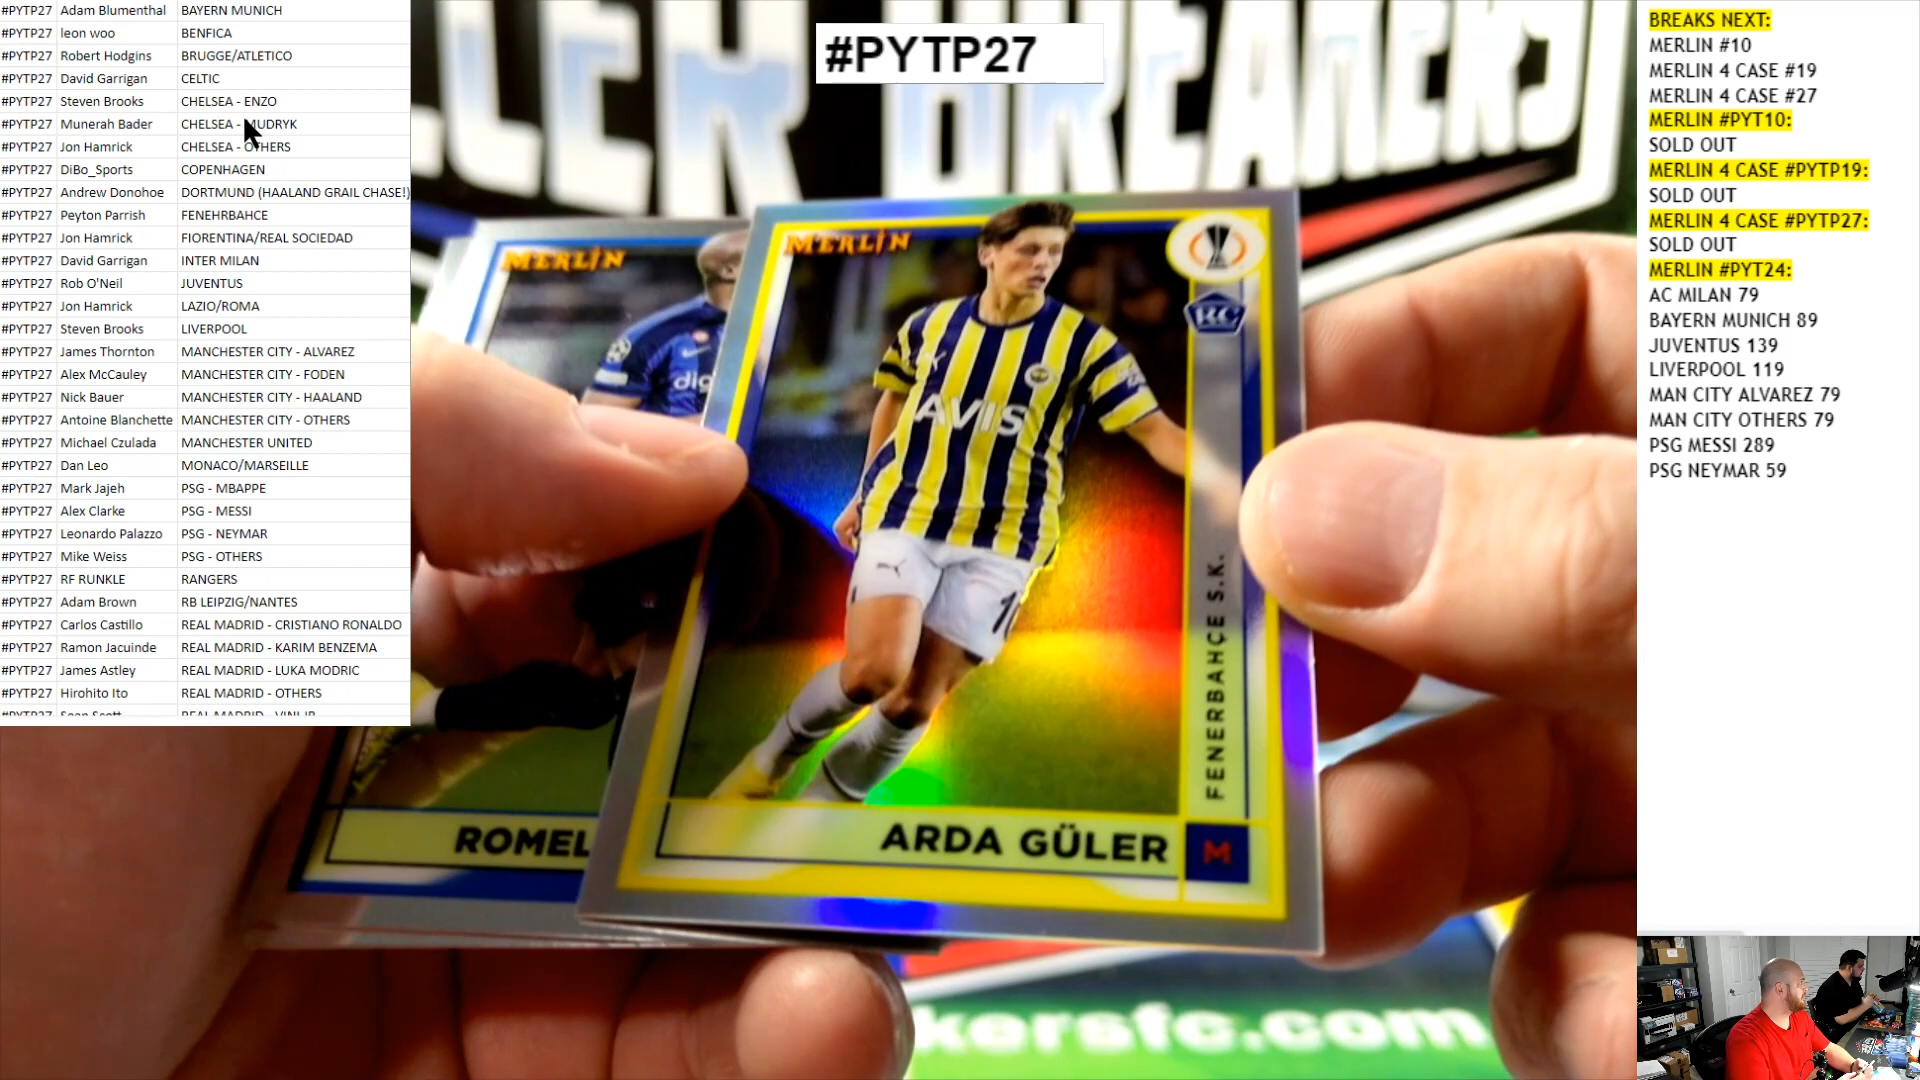 #PYTP27 Adam Blumenthal BAYERN MUNICH
#PYTP27 leon woo BENFICA
#PYTP27 Robert Hodgins BRUGGE/ATLETICO
#PYTP27 David Garrigan CELTIC
#PYTP27 Steven Brooks CHELSEA - ENZO
#PYTP27 Munerah Bader CHELSEA - MUDRYK
#PYTP27 Jon Hamrick CHELSEA - OTHERS
#PYTP27 DiBo_Sports COPENHAGEN
#PYTP27 Andrew Donohoe DORTMUND (HAALAND GRAIL CHASE!)
#PYTP27 Peyton Parrish FENEHRBAHCE
#PYTP27 Jon Hamrick FIORENTINA/REAL SOCIEDAD
#PYTP27 David Garrigan INTER MILAN
#PYTP27 Rob O'Neil JUVENTUS
#PYTP27 Jon Hamrick LAZIO/ROMA
#PYTP27 Steven Brooks LIVERPOOL
#PYTP27 James Thornton MANCHESTER CITY - ALVAREZ
#PYTP27 Alex McCauley MANCHESTER CITY - FODEN
#PYTP27 Nick Bauer MANCHESTER CITY - HAALAND
#PYTP27 Antoine Blanchette MANCHESTER CITY - OTHERS
#PYTP27 Michael Czulada MANCHESTER UNITED
#PYTP27 Dan Leo MONACO/MARSEILLE
#PYTP27 Mark Jajeh PSG - MBAPPE
#PYTP27 Alex Clarke PSG - MESSI
#PYTP27 Leonardo Palazzo PSG - NEYMAR
#PYTP27 Mike Weiss PSG - OTHERS
#PYTP27 RF RUNKLE RANGERS
#PYTP27 Adam Brown RB LEIPZIG/NANTES
#PYTP27 Carlos Castillo REAL MADRID - CRISTIANO RONALDO
#PYTP27 Ramon Jacuinde REAL MADRID - KARIM BENZEMA
#PYTP27 James Astley REAL MADRID - LUKA MODRIC
#PYTP27 Hirohito Ito REAL MADRID - OTHERS
#PYTP27
BREAKERS
MERLIN
ROMEL
MERLIN
RC
AVIS
10
FENERBAHÇE S.K.
ARDA GÜLER
M
kersfc.com
BREAKS NEXT:
MERLIN #10
MERLIN 4 CASE #19
MERLIN 4 CASE #27
MERLIN #PYT10:
SOLD OUT
MERLIN 4 CASE #PYTP19:
SOLD OUT
MERLIN 4 CASE #PYTP27:
SOLD OUT
MERLIN #PYT24:
AC MILAN 79
BAYERN MUNICH 89
JUVENTUS 139
LIVERPOOL 119
MAN CITY ALVAREZ 79
MAN CITY OTHERS 79
PSG MESSI 289
PSG NEYMAR 59